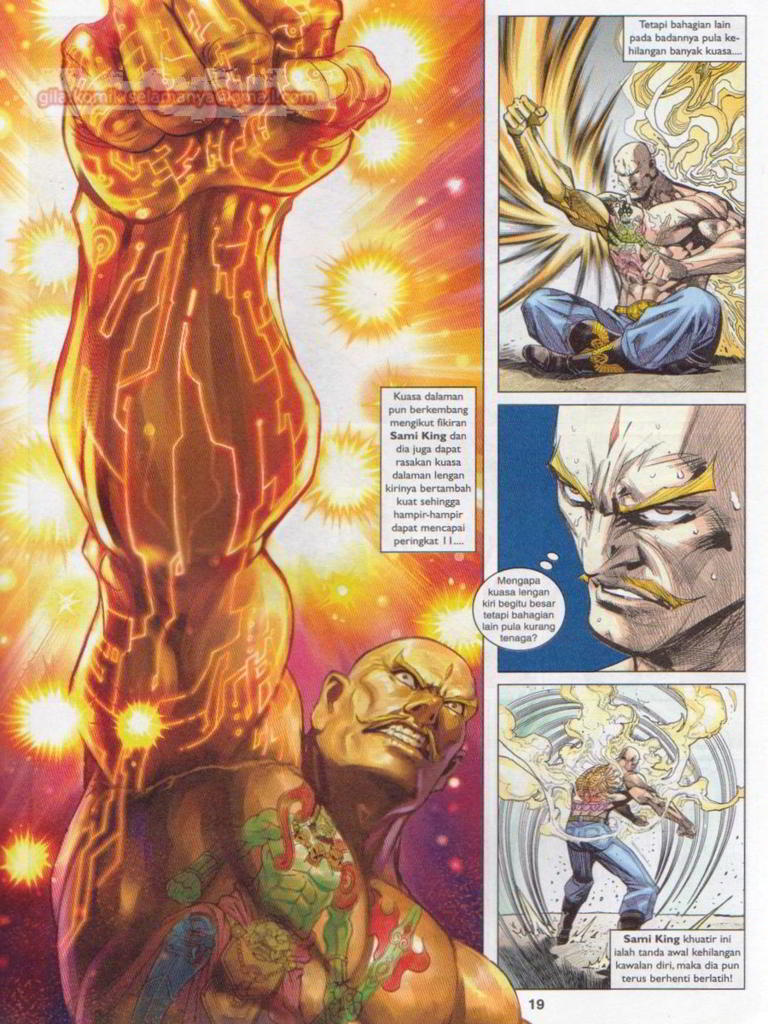 gilakomikselamanya@gmail.com
Kuasa dalaman
pun berkembang
mengikut fikiran
Sami King dan
dia juga dapat
rasakan kuasa
dalaman lengan
kirinya bertambah
kuat sehingga
hampir-hampir
dapat mencapai
peringkat 11....
Tetapi bahagian lain
pada badannya pula ke-
hilangan banyak kuasa....
Mengapa
kuasa lengan
kiri begitu besar
tetapi bahagian
lain pula kurang
tenaga?
Sami King khuatir ini
ialah tanda awal kehilangan
kawalan diri, maka dia pun
terus berhenti berlatih!
19